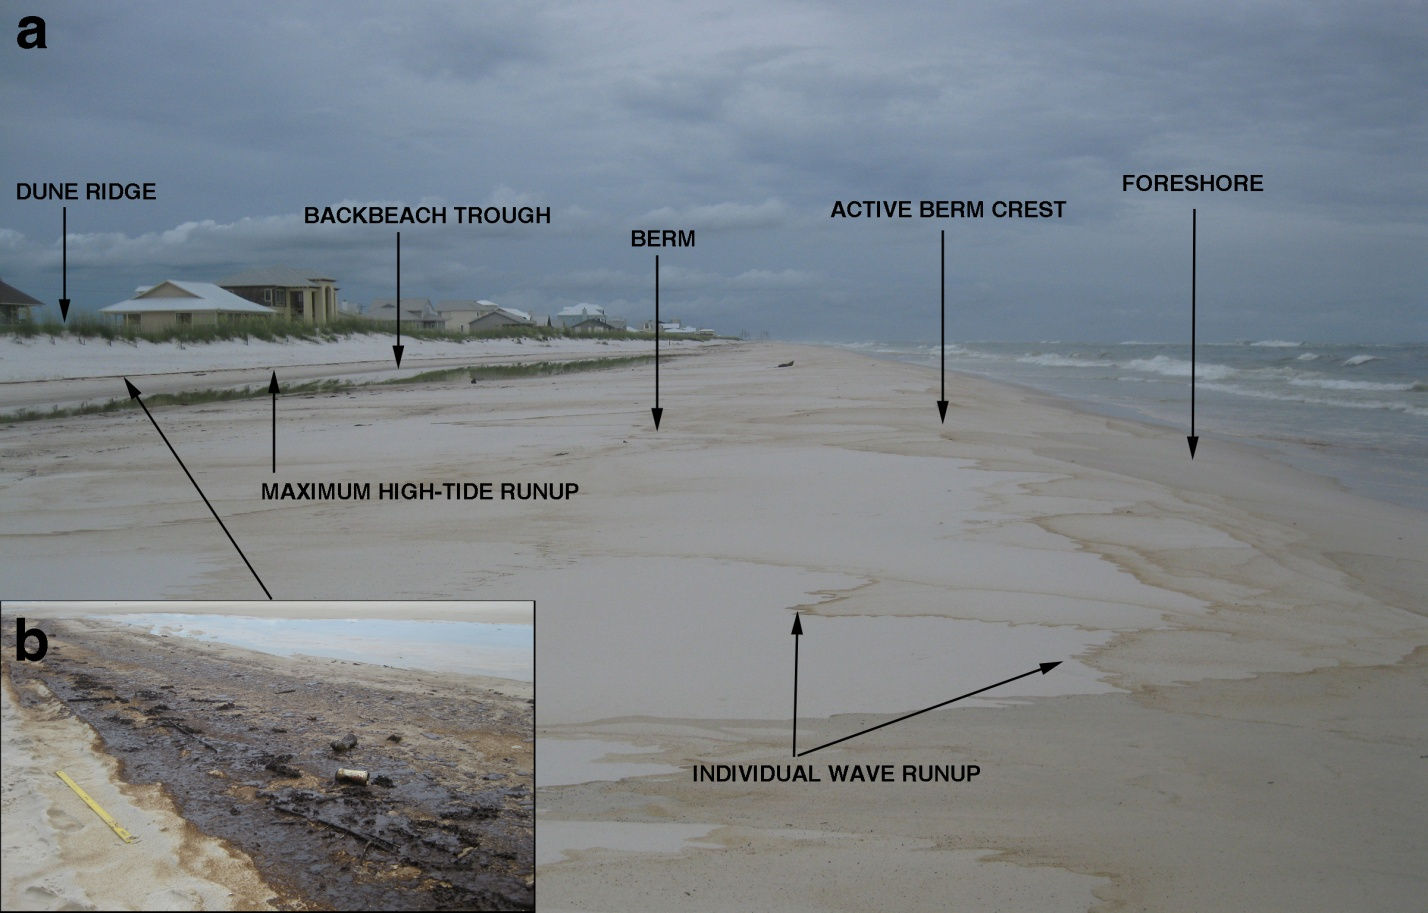 a
DUNE RIDGE
BACKBEACH TROUGH
BERM
ACTIVE BERM CREST
FORESHORE
MAXIMUM HIGH-TIDE RUNUP
INDIVIDUAL WAVE RUNUP
b